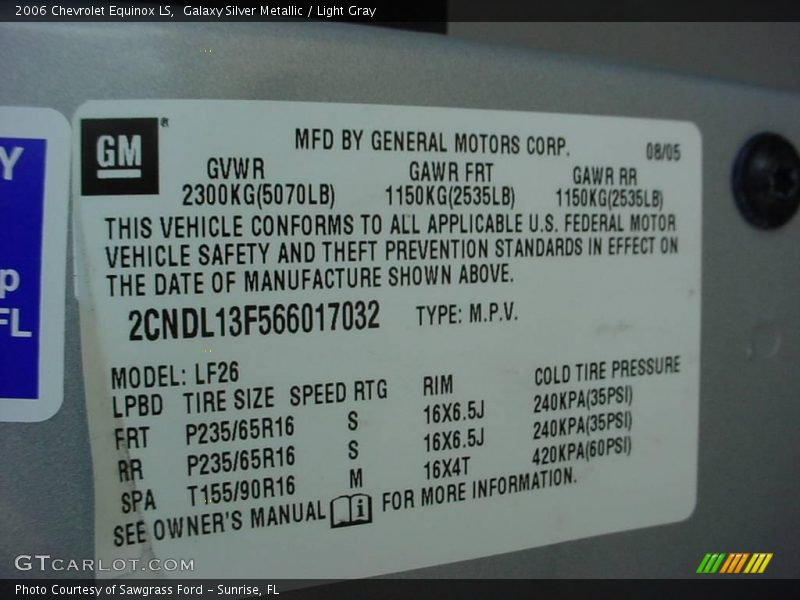 2006 Chevrolet Equinox LS,  Galaxy Silver Metallic / Light Gray
Y
p
FL
GM®
MFD BY GENERAL MOTORS CORP. 08/05
GVWR GAWR FRT GAWR RR
2300KG(5070LB) 1150KG(2535LB) 1150KG(2535LB)
THIS VEHICLE CONFORMS TO ALL APPLICABLE U.S. FEDERAL MOTOR
VEHICLE SAFETY AND THEFT PREVENTION STANDARDS IN EFFECT ON
THE DATE OF MANUFACTURE SHOWN ABOVE.
2CNDL13F566017032 TYPE: M.P.V.
MODEL: LF26
LPBD TIRE SIZE SPEED RTG RIM COLD TIRE PRESSURE
FRT P235/65R16 S 16X6.5J 240KPA(35PSI)
RR P235/65R16 S 16X6.5J 240KPA(35PSI)
SPA T155/90R16 M 16X4T 420KPA(60PSI)
SEE OWNER'S MANUAL i FOR MORE INFORMATION.
GTCARLOT.COM
Photo Courtesy of Sawgrass Ford - Sunrise, FL